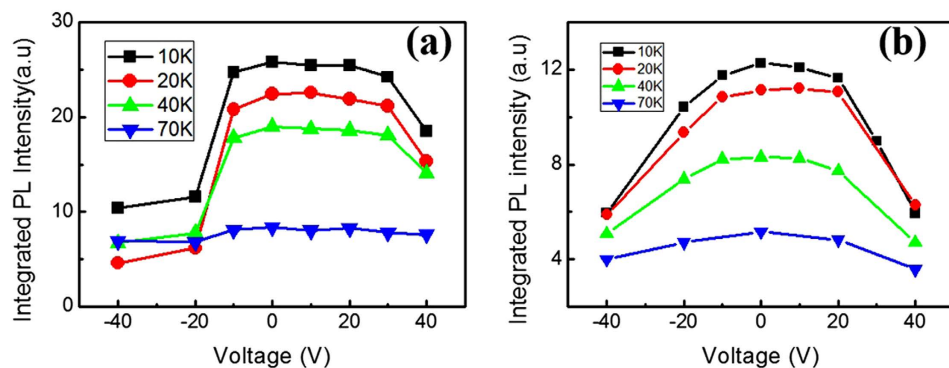 30
20
10
0
Integrated PL Intensity(a.u)
10K
20K
40K
70K
(a)
-40 -20 0 20 40
Voltage (V)
12
8
4
Integrated PL intensity (a.u)
10K
20K
40K
70K
(b)
-40 -20 0 20 40
Voltage (V)